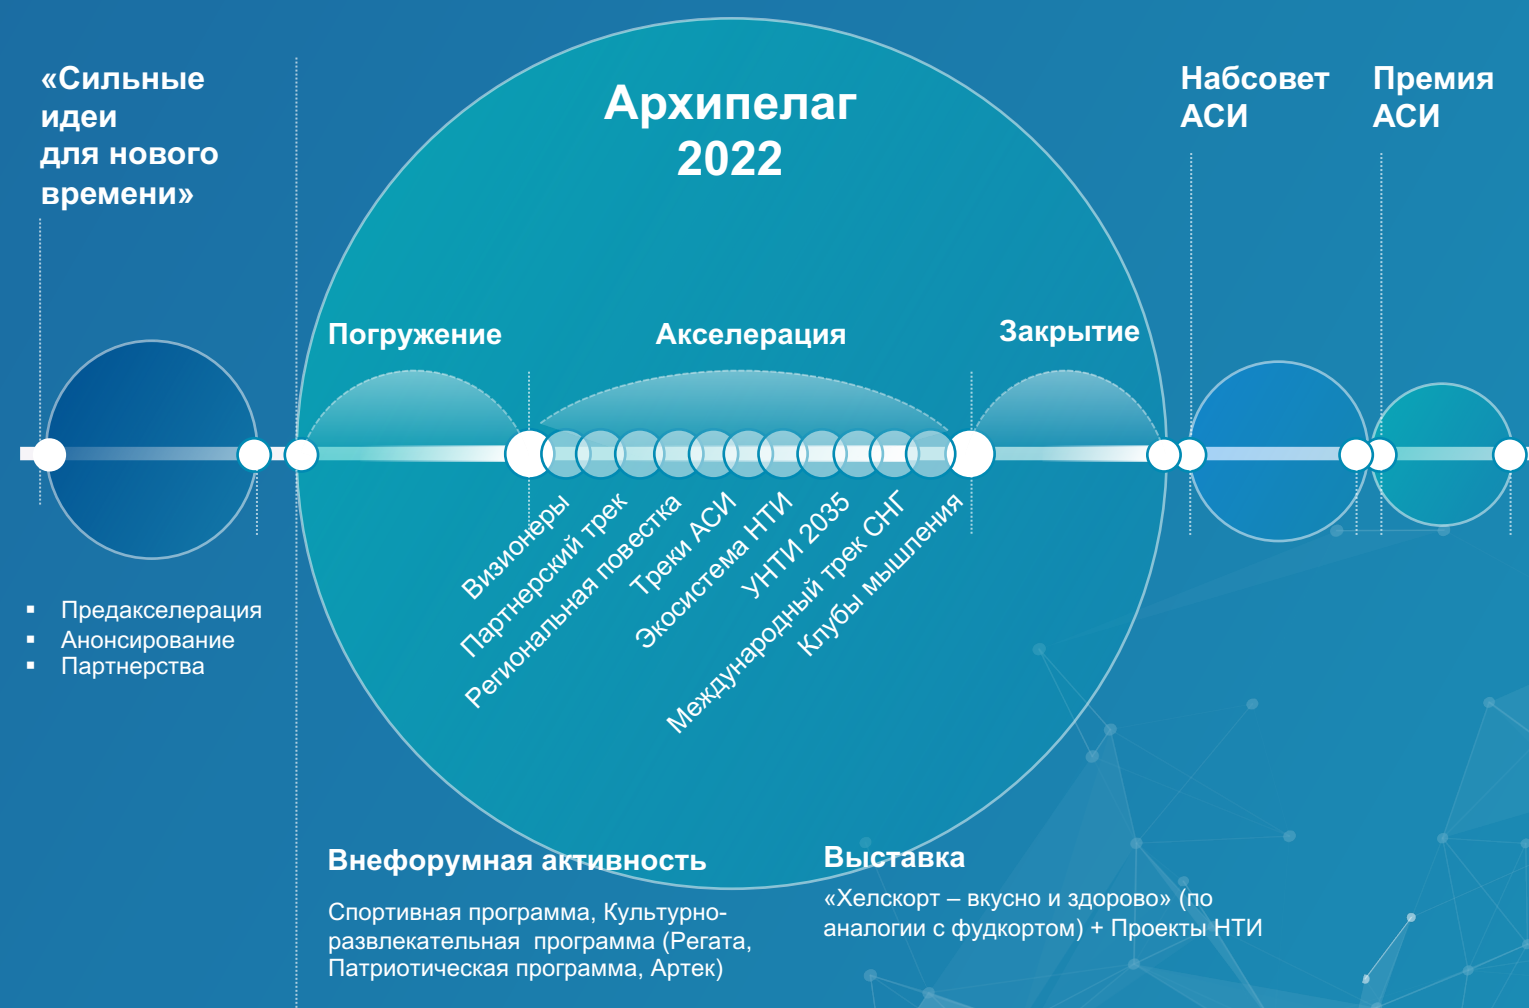 «Сильные
идеи
для нового
времени»
Архипелаг
2022
Набсовет
АСИ
Премия
АСИ
Погружение
Акселерация
Закрытие
Визионеры
Партнерский трек
Региональная повестка
Треки АСИ
Экосистема НТИ
УНТИ 2035
Международный трек СНГ
Клубы мышления
▪ Предакселерация
▪ Анонсирование
▪ Партнерства
Внефорумная активность
Спортивная программа, Культурно-
развлекательная программа (Регата,
Патриотическая программа, Артек)
Выставка
«Хелскорт – вкусно и здорово» (по
аналогии с фудкортом) + Проекты НТИ